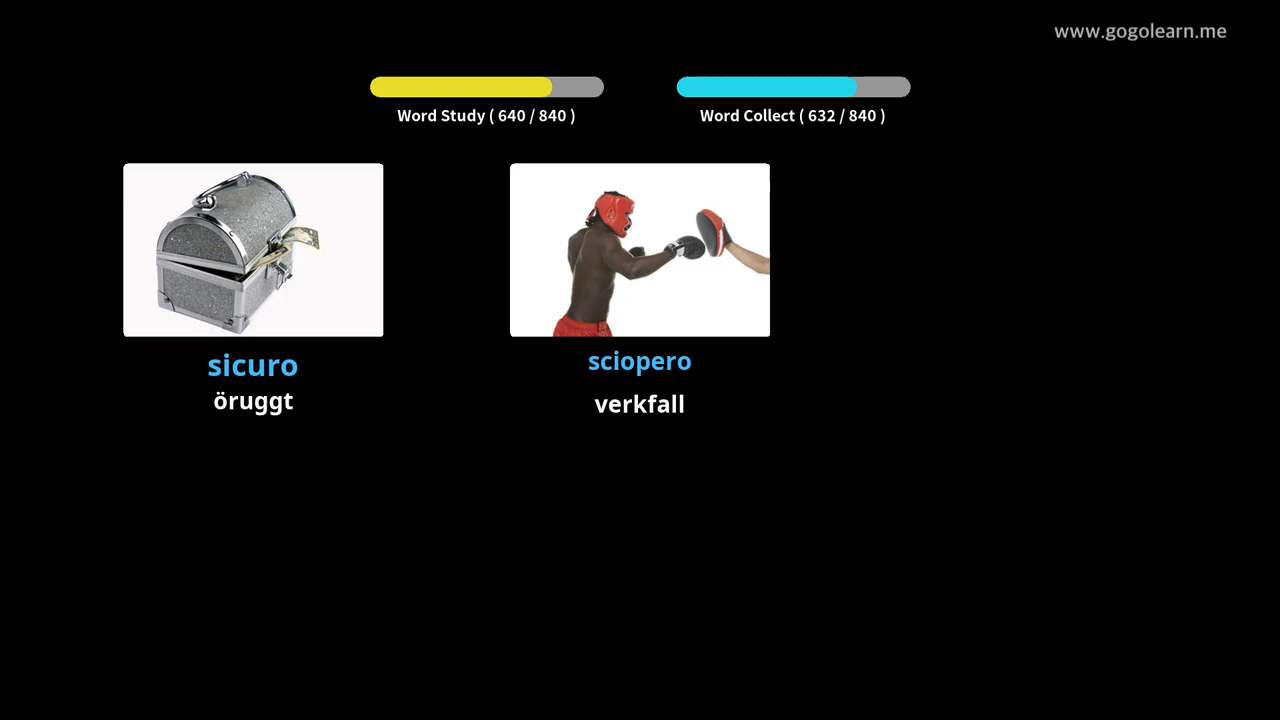 www.gogolearn.me
Word Study ( 640 / 840 )
Word Collect ( 632 / 840 )
sicuro
öruggt
sciopero
verkfall